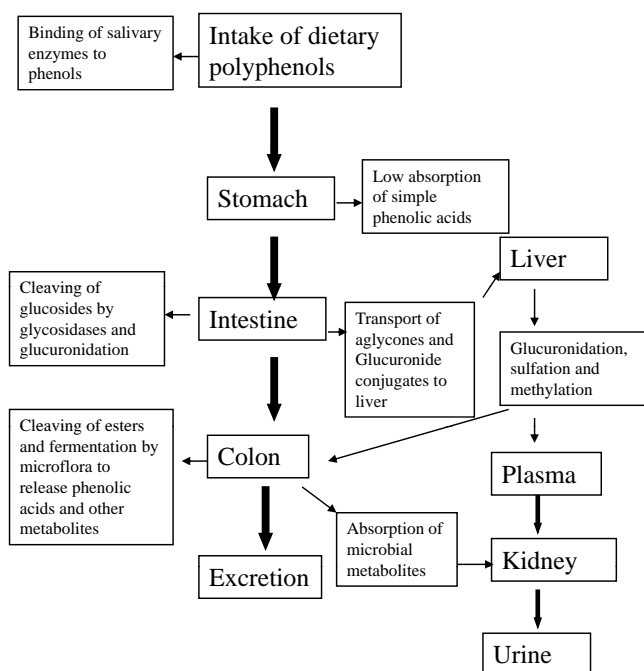 Binding of salivary
enzymes to
phenols
Intake of dietary
polyphenols
Stomach
Low absorption
of simple
phenolic acids
Liver
Cleaving of
glucosides by
glycosidases and
glucuronidation
Intestine
Transport of
aglycones and
Glucuronide
conjugates to
liver
Glucuronidation,
sulfation and
methylation
Cleaving of esters
and fermentation by
microflora to
release phenolic
acids and other
metabolites
Colon
Plasma
Absorption of
microbial
metabolites
Excretion
Kidney
Urine